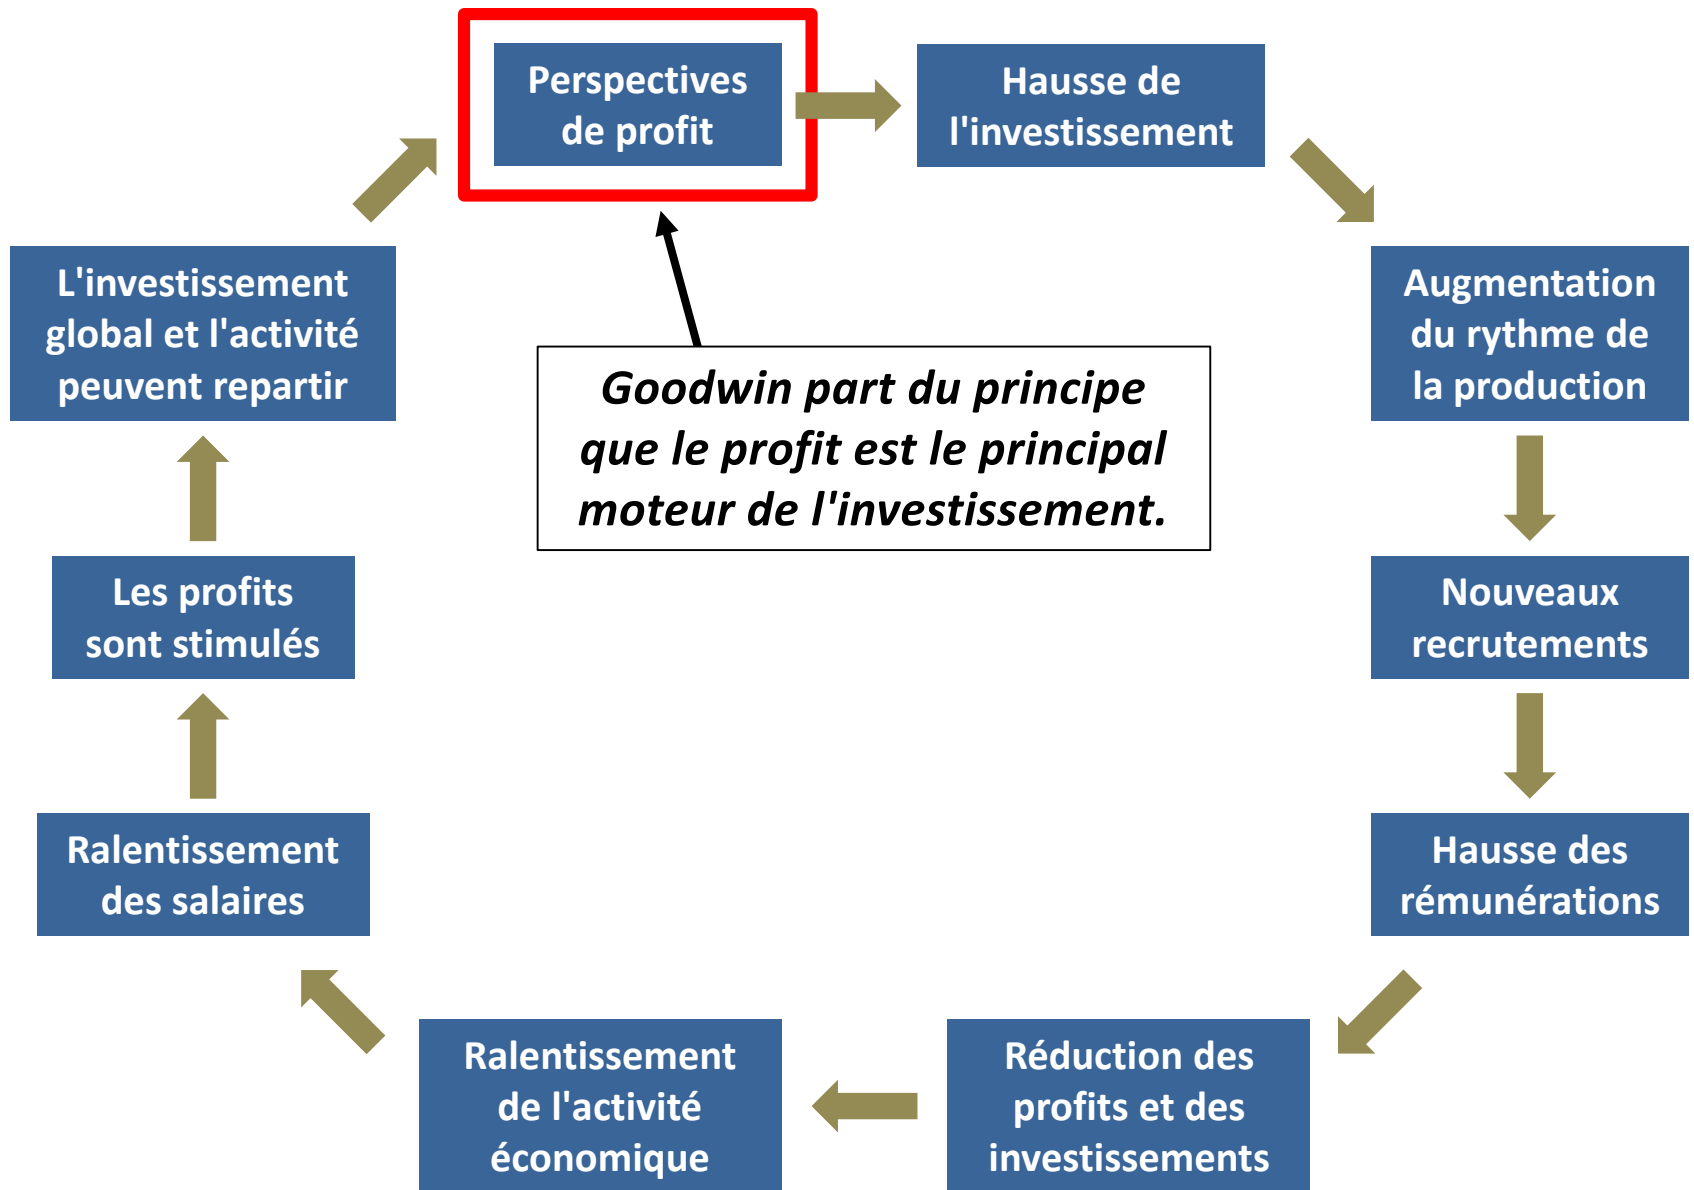 Perspectives
de profit
Hausse de
l'investissement
Augmentation
du rythme de
la production
Nouveaux
recrutements
Hausse des
rémunérations
Réduction des
profits et des
investissements
Ralentissement
de l'activité
économique
Ralentissement
des salaires
Les profits
sont stimulés
L'investissement
global et l'activité
peuvent repartir
Goodwin part du principe
que le profit est le principal
moteur de l'investissement.